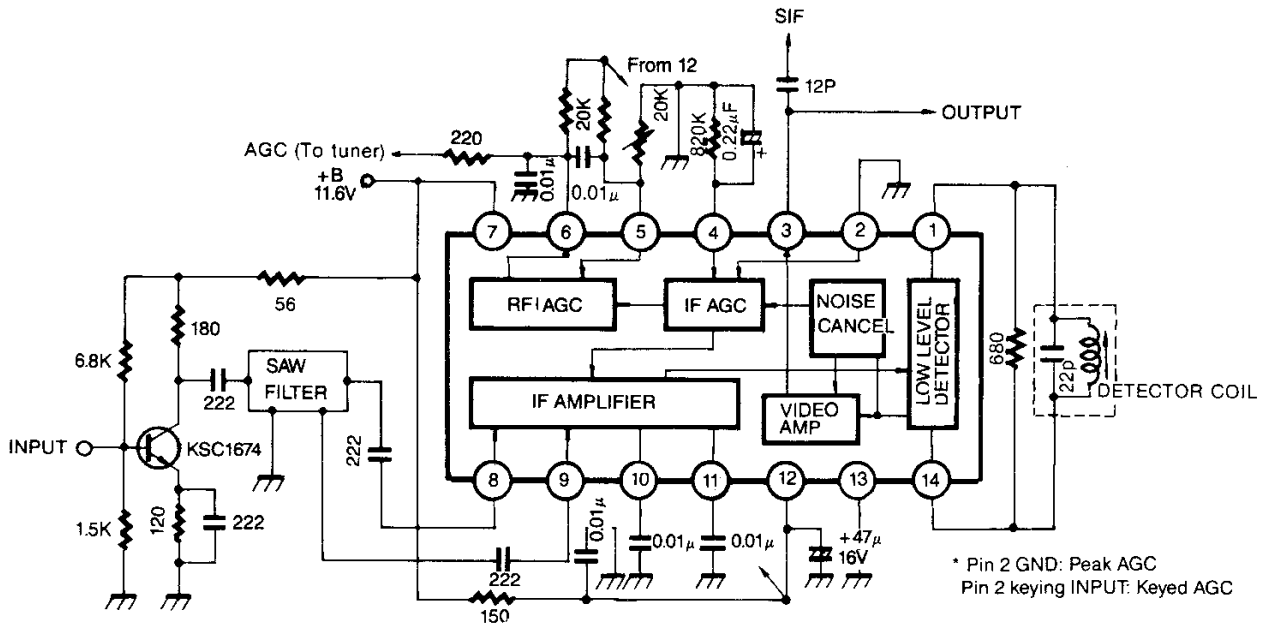 SIF
From 12
12P
20K
20K
820K
0.22μF
+
OUTPUT
220
AGC (To tuner)
+B
11.6V
0.01μ
0.01μ
7
6
5
4
3
2
1
56
180
6.8K
RF AGC
IF AGC
NOISE
CANCEL
LOW LEVEL
DETECTOR
680
22p
DETECTOR COIL
SAW
FILTER
222
IF AMPLIFIER
VIDEO
AMP
INPUT
KSC1674
222
8
9
10
11
12
13
14
1.5K
120
222
0.01μ
0.01μ
0.01μ
+47μ
16V
222
150
* Pin 2 GND: Peak AGC
Pin 2 keying INPUT: Keyed AGC